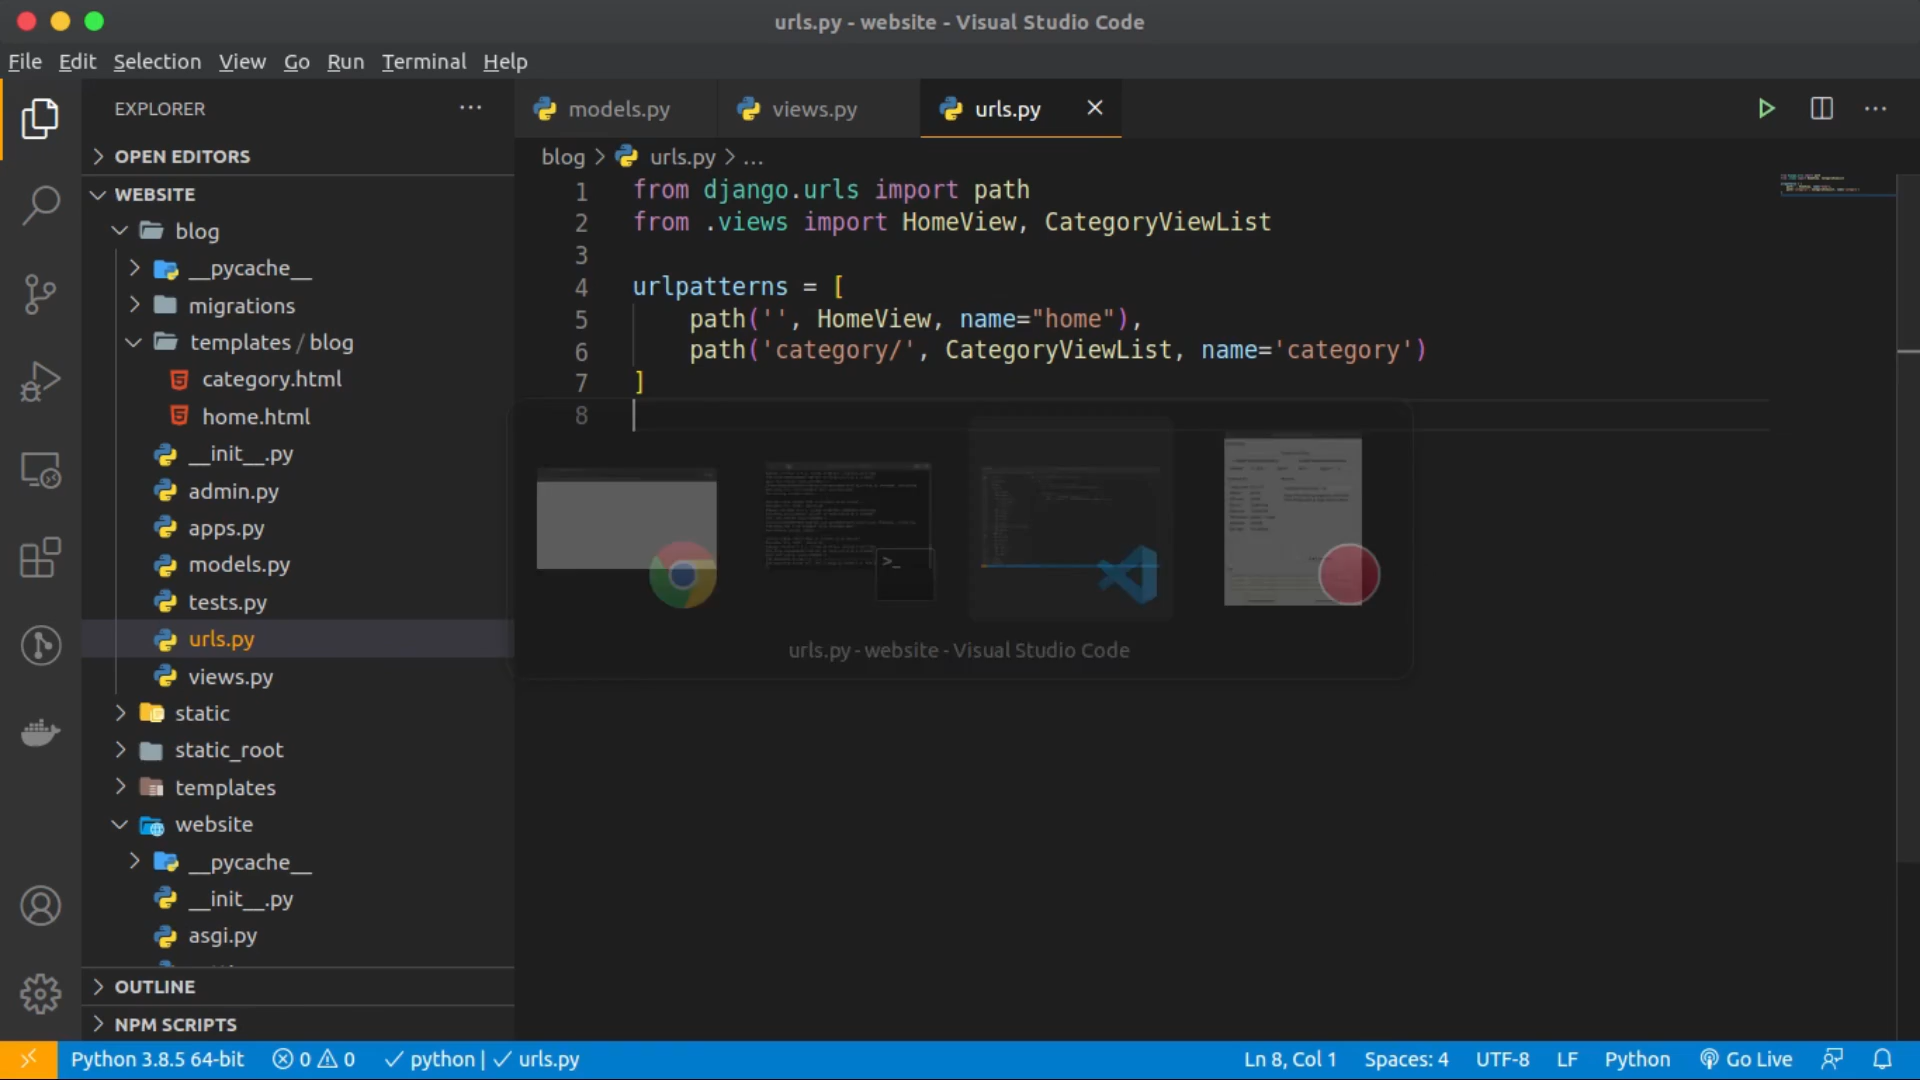 urls.py - website - Visual Studio Code
File Edit Selection View Go Run Terminal Help
EXPLORER
OPEN EDITORS
WEBSITE
blog
__pycache__
migrations
templates / blog
category.html
home.html
__init__.py
admin.py
apps.py
models.py
tests.py
urls.py
views.py
static
static_root
templates
website
__pycache__
__init__.py
asgi.py
OUTLINE
NPM SCRIPTS
models.py views.py urls.py
blog > urls.py > ...
1 from django.urls import path
2 from .views import HomeView, CategoryViewList
3
4 urlpatterns = [
5 path('', HomeView, name="home"),
6 path('category/', CategoryViewList, name='category')
7 ]
8
urls.py - website - Visual Studio Code
Python 3.8.5 64-bit 0 0 python | urls.py Ln 8, Col 1 Spaces: 4 UTF-8 LF Python Go Live